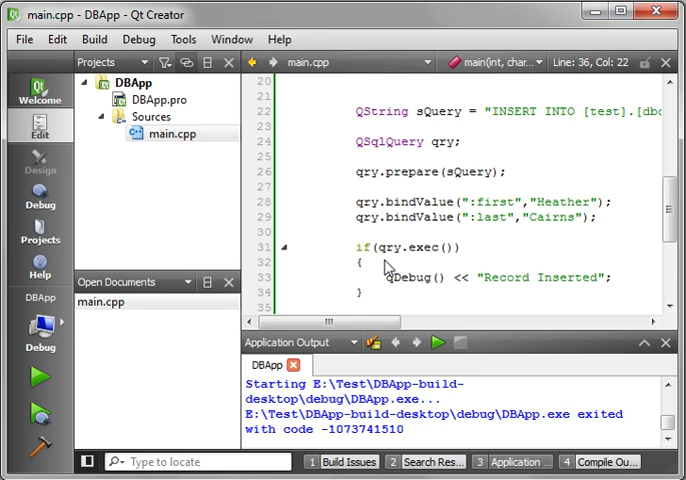 main.cpp - DBApp - Qt Creator
File Edit Build Debug Tools Window Help
Projects
main.cpp
main(int, char...
Line: 36, Col: 22
Welcome
Edit
Design
Debug
Projects
Help
DBApp
Debug
DBApp
DBApp.pro
Sources
main.cpp
Open Documents
main.cpp
20
21
22 QString sQuery = "INSERT INTO [test].[dbo
23
24 QSqlQuery qry;
25
26 qry.prepare(sQuery);
27
28 qry.bindValue(":first","Heather");
29 qry.bindValue(":last","Cairns");
30
31 if(qry.exec())
32 {
33 qDebug() << "Record Inserted";
34 }
35
Application Output
DBApp
Starting E:\Test\DBApp-build-
desktop\debug\DBApp.exe...
E:\Test\DBApp-build-desktop\debug\DBApp.exe exited
with code -1073741510
Type to locate
1 Build Issues
2 Search Res...
3 Application ...
4 Compile Ou...